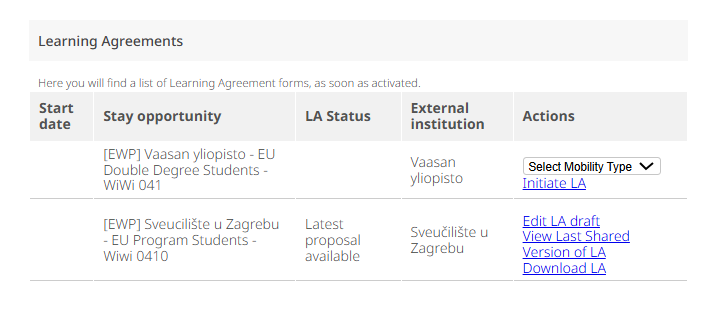 Learning Agreements
Here you will find a list of Learning Agreement forms, as soon as activated.
Start date
Stay opportunity
LA Status
External institution
Actions
[EWP] Vaasan yliopisto - EU
Double Degree Students -
WiWi 041
Vaasan
yliopisto
Select Mobility Type
Initiate LA
[EWP] Sveucilište u Zagrebu
- EU Program Students -
Wiwi 0410
Latest
proposal
available
Sveučilište u
Zagrebu
Edit LA draft
View Last Shared
Version of LA
Download LA